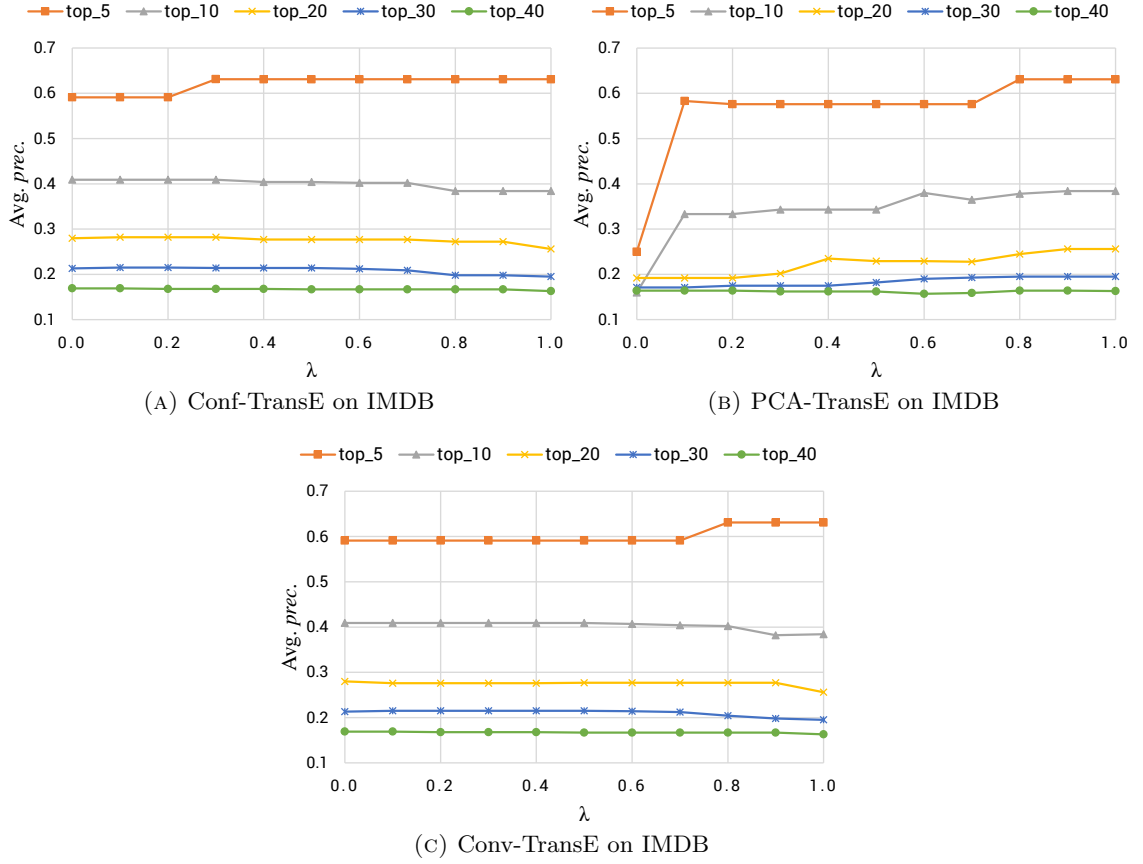 top_5 top_10 top_20 top_30 top_40
0.7
0.6
0.5
0.4
0.3
0.2
0.1
Avg. prec.
0.0 0.2 0.4 0.6 0.8 1.0
λ
(A) Conf-TransE on IMDB
top_5 top_10 top_20 top_30 top_40
0.7
0.6
0.5
0.4
0.3
0.2
0.1
Avg. prec.
0.0 0.2 0.4 0.6 0.8 1.0
λ
(B) PCA-TransE on IMDB
top_5 top_10 top_20 top_30 top_40
0.7
0.6
0.5
0.4
0.3
0.2
0.1
Avg. prec.
0.0 0.2 0.4 0.6 0.8 1.0
λ
(C) Conv-TransE on IMDB